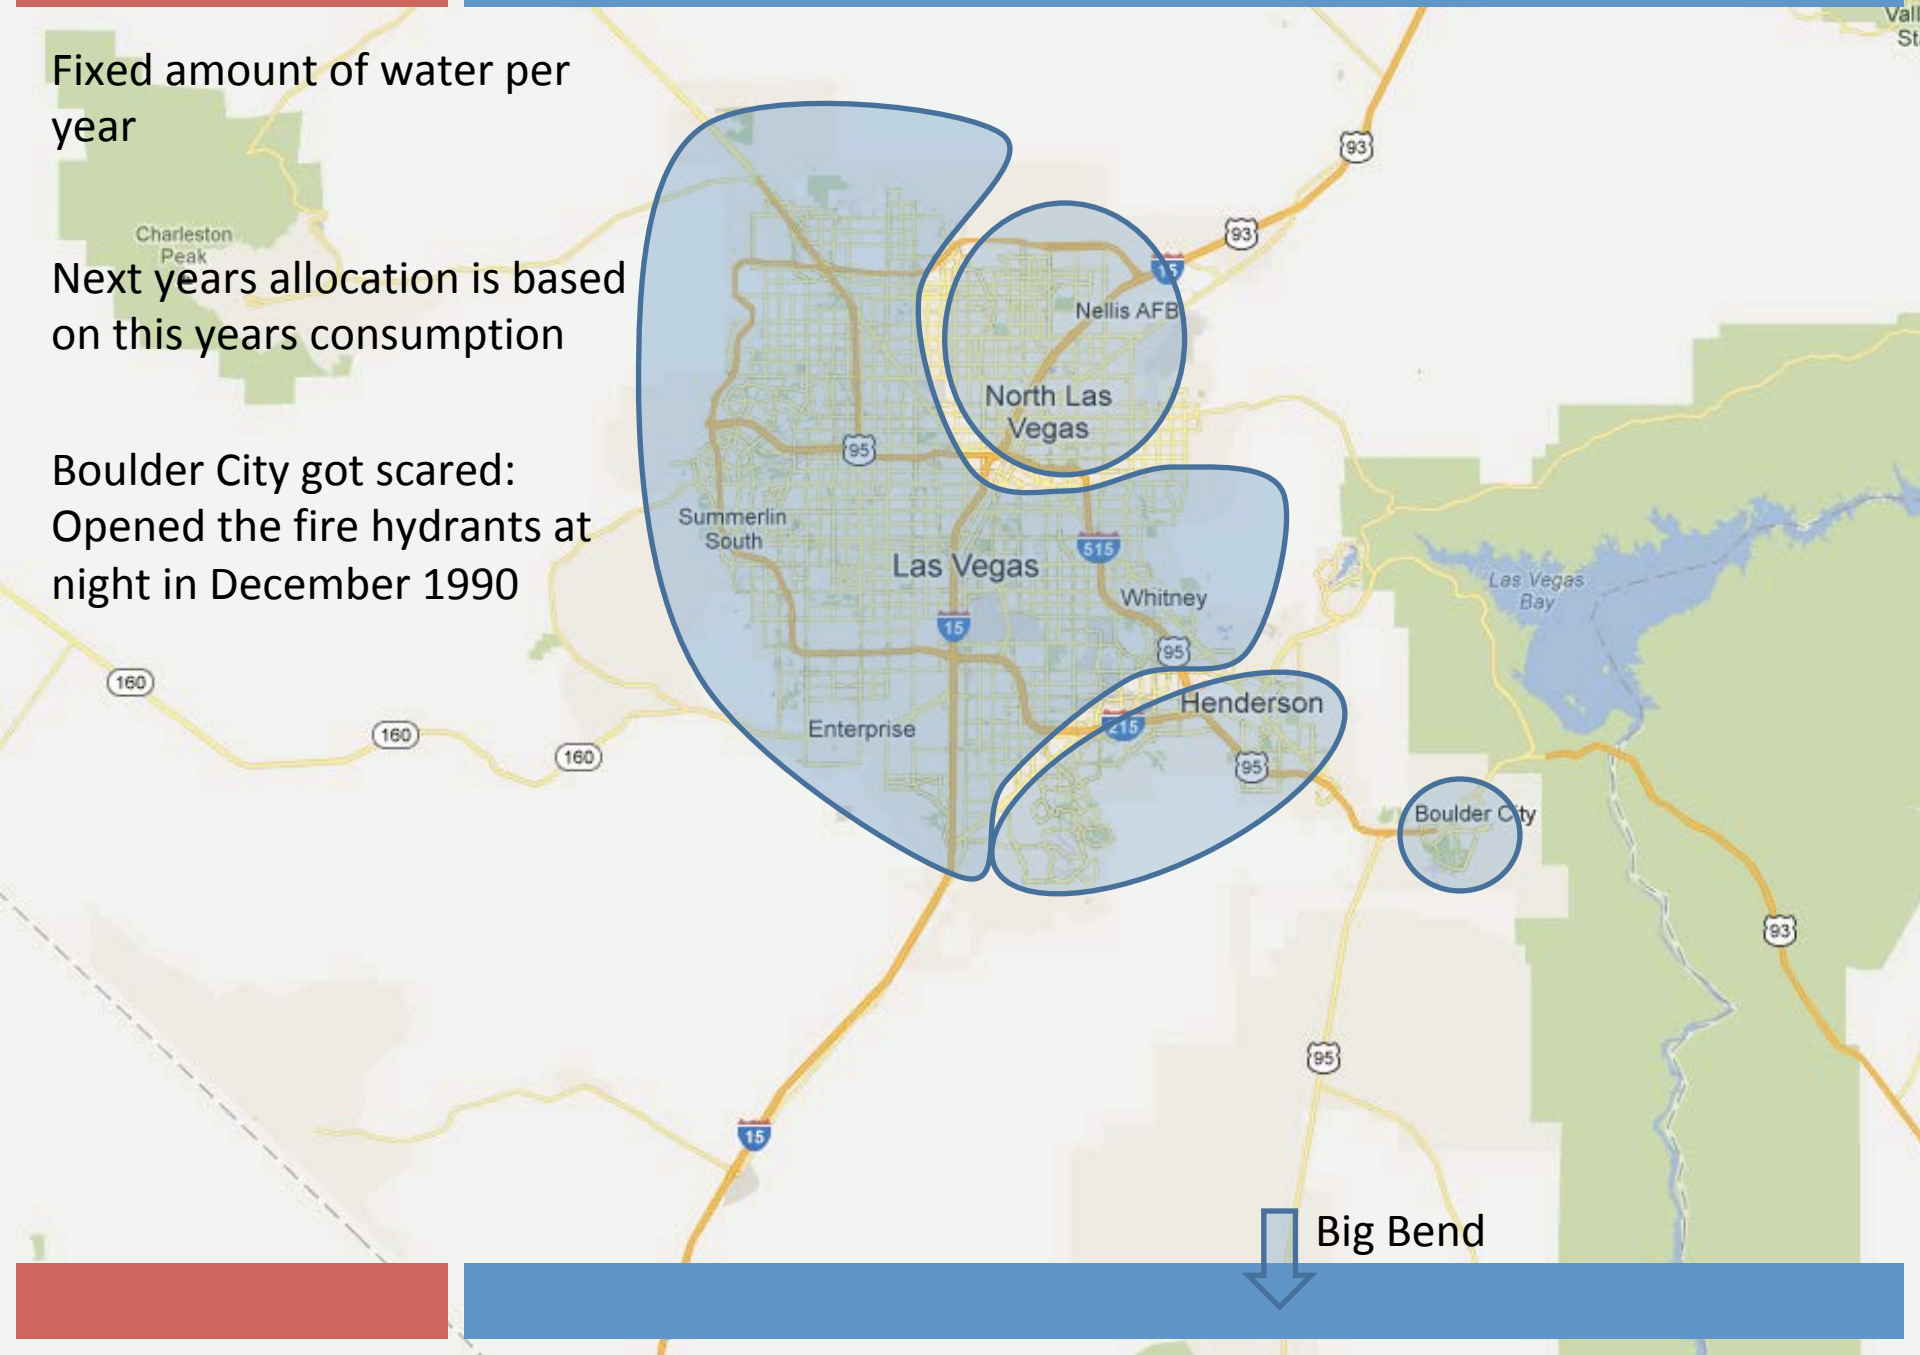 Fixed amount of water per
year
Next years allocation is based
on this years consumption
Boulder City got scared:
Opened the fire hydrants at
night in December 1990
Charleston
Peak
93
93
15
Nellis AFB
North Las
Vegas
95
Summerlin
South
Las Vegas
515
Whitney
15
95
Las Vegas
Bay
Henderson
215
95
Enterprise
160
160
160
Boulder City
93
95
15
Big Bend